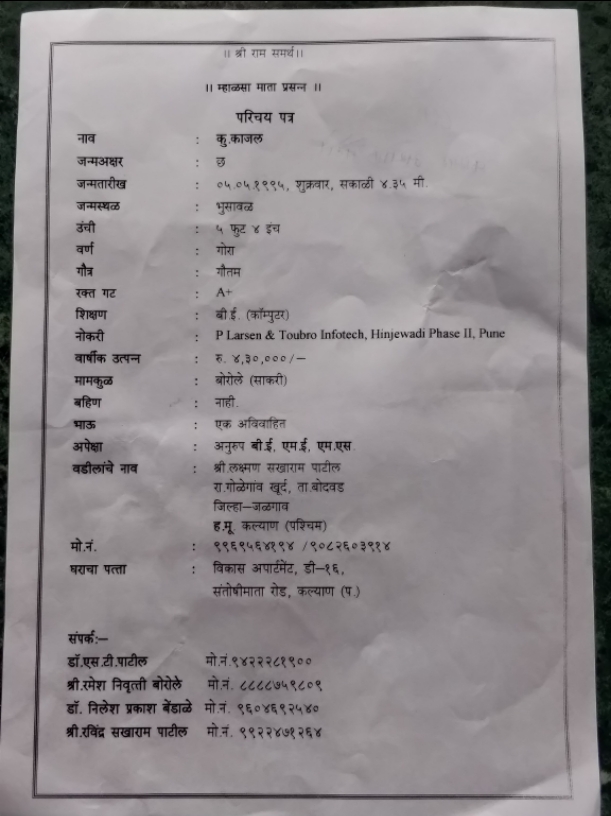 ।। श्री राम समर्थ।।
।। म्हाळसा माता प्रसन्न ।।
परिचय पत्र
नाव : कु.काजल
जन्मअक्षर : छ
जन्मतारीख : ०५.०५.१९९५, शुक्रवार, सकाळी ४.३५ मी.
जन्मस्थळ : भुसावळ
उंची : ५ फुट ४ इंच
वर्ण : गोरा
गौत्र : गौतम
रक्त गट : A+
शिक्षण : बी.ई. (कॉम्पुटर)
नोकरी : P Larsen & Toubro Infotech, Hinjewadi Phase II, Pune
वार्षीक उत्पन्न : रु. ४,३०,०००/–
मामकुळ : बोरोले (साकरी)
बहिण : नाही.
भाऊ : एक अविवाहित
अपेक्षा : अनुरुप बी.ई, एम.ई, एम.एस.
वडीलांचे नाव : श्री.लक्ष्मण सखाराम पाटील
रा.गोळेगांव खूर्द, ता.बोदवड
जिल्हा–जळगाव
ह.मू. कल्याण (पश्चिम)
मो.नं. : ९९६९५६४१९४ /९०८२६०३९१४
घराचा पत्ता : विकास अपार्टमेंट, डी–१६,
संतोषीमाता रोड, कल्याण (प.)
संपर्क:–
डॉ.एस.टी.पाटील मो.नं.९४२२२८१९००
श्री.रमेश निवृत्ती बोरोले मो.नं. ८८८८७५९८०९
डॉ. निलेश प्रकाश बेंडाळे मो.नं. ९६०४६९२५४०
श्री.रविंद्र सखाराम पाटील मो.नं. ९९२२४७१२६४